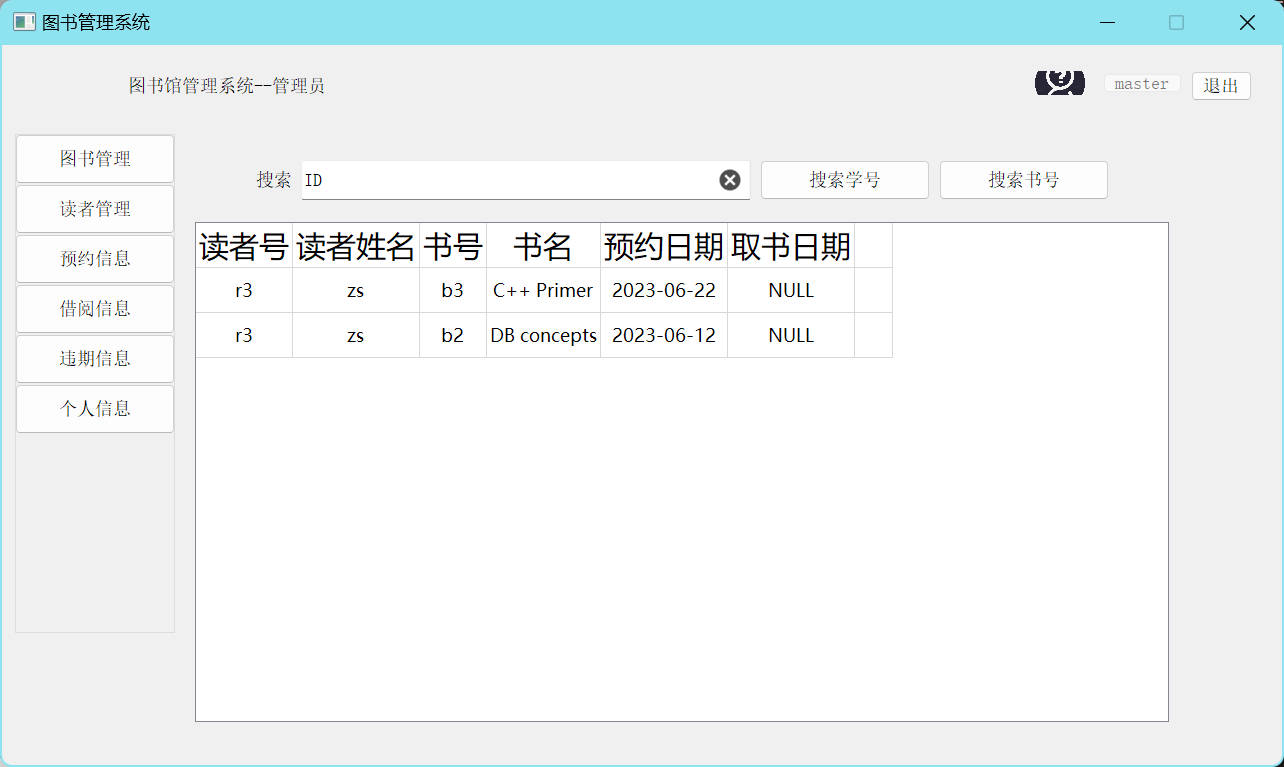 图书管理系统
图书馆管理系统--管理员
master
退出
图书管理
读者管理
预约信息
借阅信息
违期信息
个人信息
搜索 ID 搜索学号 搜索书号
读者号 读者姓名 书号 书名 预约日期 取书日期
r3 zs b3 C++ Primer 2023-06-22 NULL
r3 zs b2 DB concepts 2023-06-12 NULL